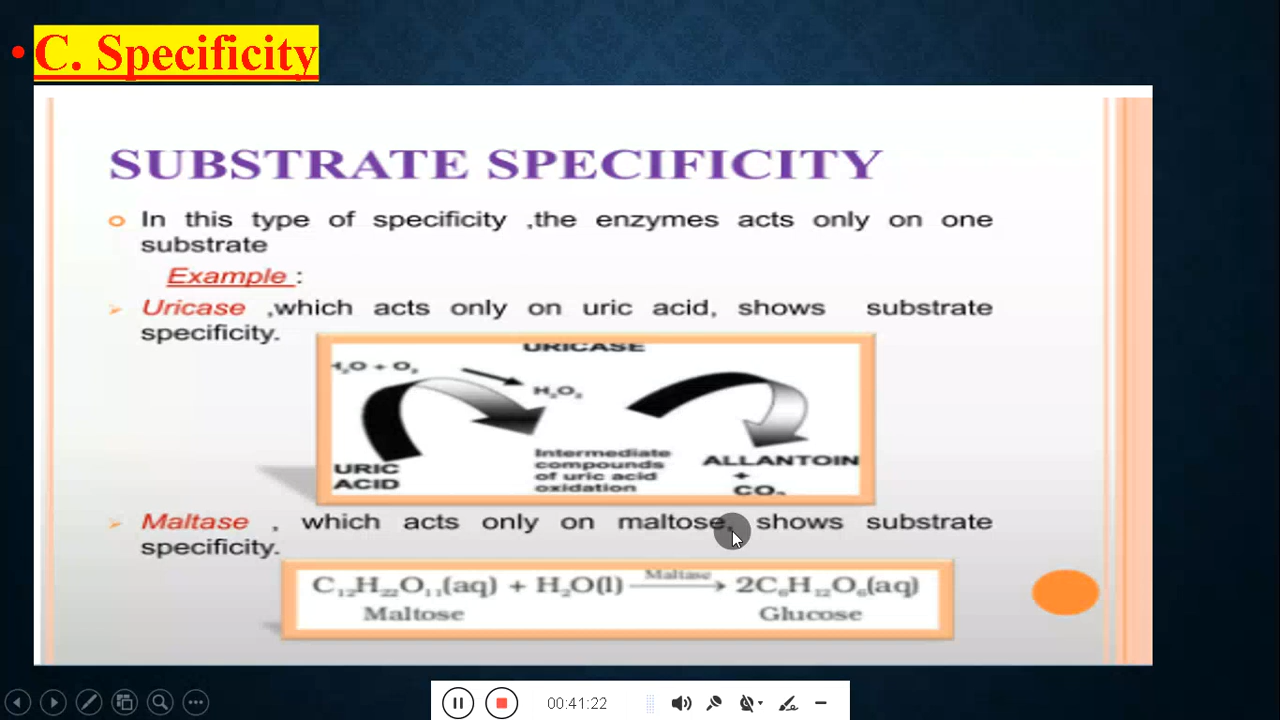 • C. Specificity
SUBSTRATE SPECIFICITY
In this type of specificity ,the enzymes acts only on one
substrate
Example :
Uricase ,which acts only on uric acid, shows substrate
specificity.
URICASE
H₂O + O₂
H₂O₂
Intermediate
compounds
of uric acid
oxidation
URIC
ACID
ALLANTOIN
+
CO₂
Maltase , which acts only on maltose, shows substrate
specificity.
C₁₂H₂₂O₁₁(aq) + H₂O(l) Maltase → 2C₆H₁₂O₆(aq)
Maltose Glucose
00:41:22